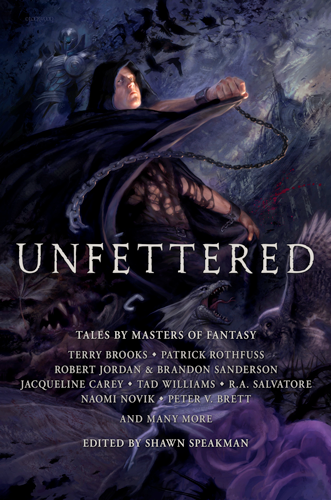 UNFETTERED
TALES BY MASTERS OF FANTASY
TERRY BROOKS • PATRICK ROTHFUSS
ROBERT JORDAN & BRANDON SANDERSON
JACQUELINE CAREY • TAD WILLIAMS • R.A. SALVATORE
NAOMI NOVIK • PETER V. BRETT
AND MANY MORE
EDITED BY SHAWN SPEAKMAN